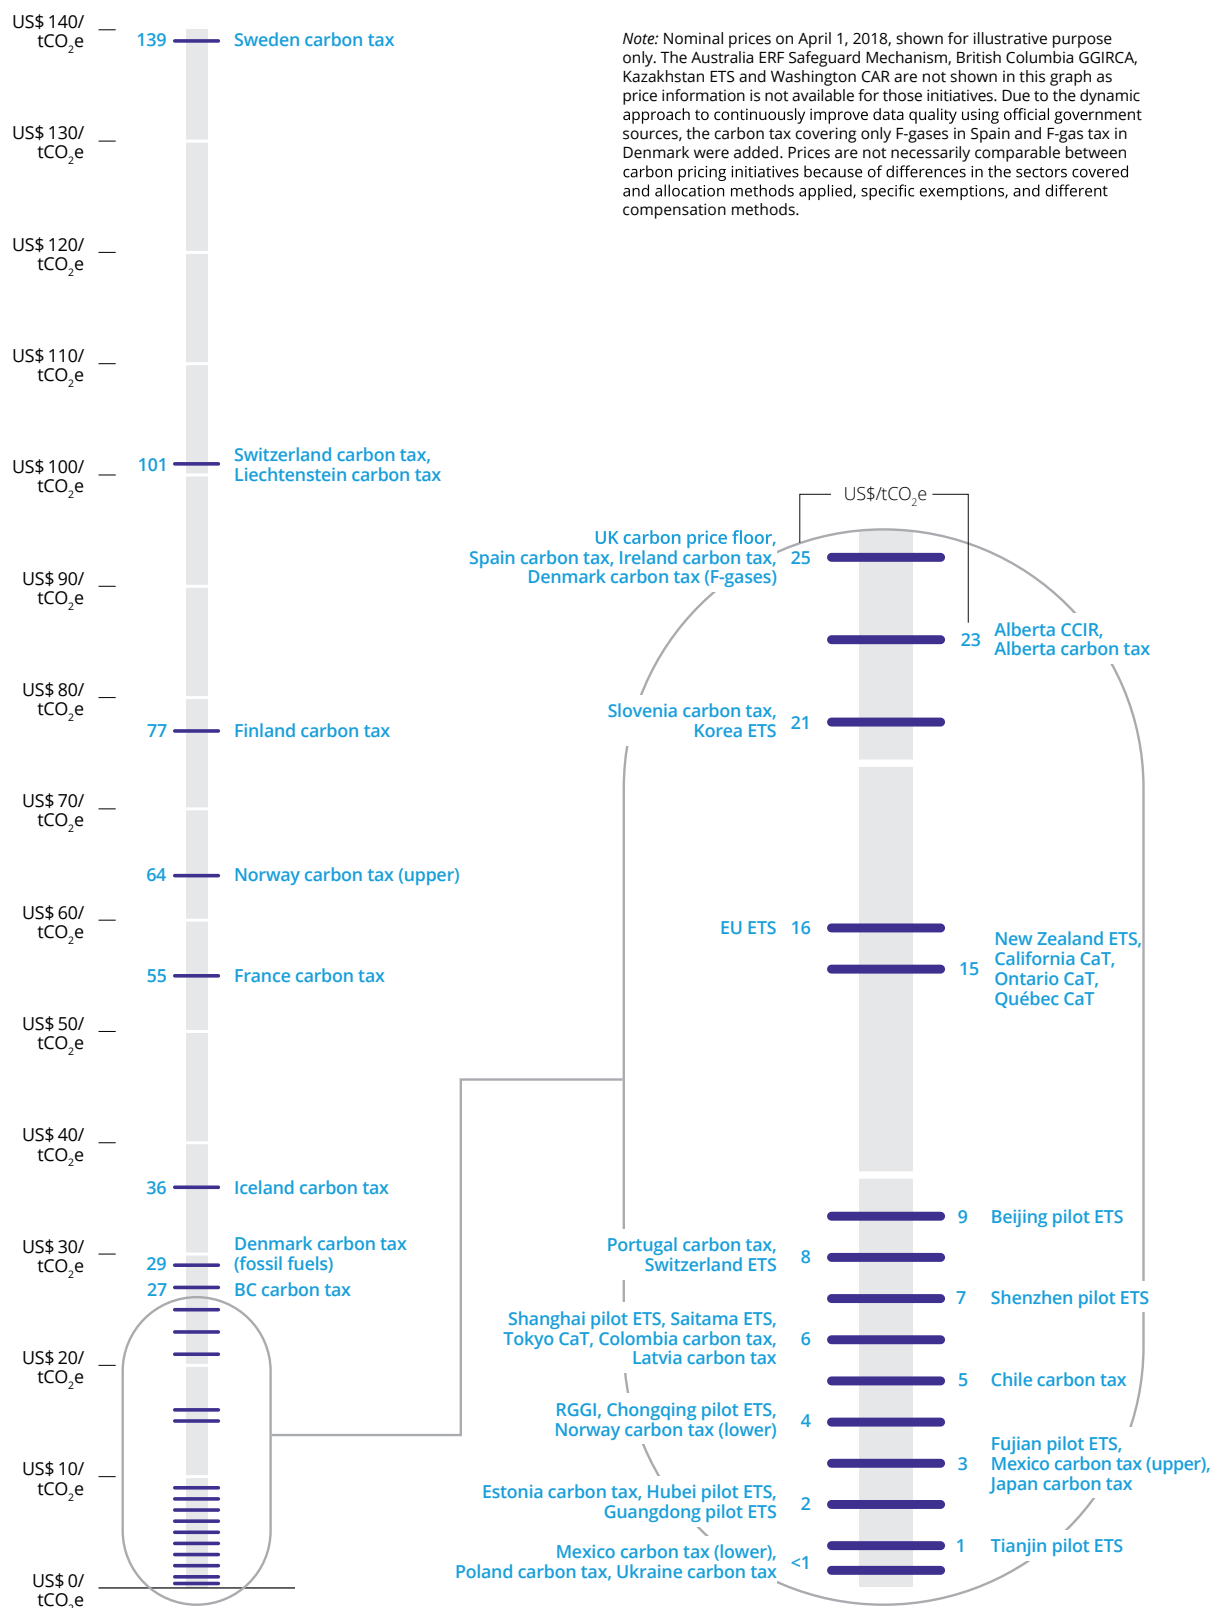 US$ 140/
tCO2e
139
Sweden carbon tax
Note: Nominal prices on April 1, 2018, shown for illustrative purpose
only. The Australia ERF Safeguard Mechanism, British Columbia GGIRCA,
Kazakhstan ETS and Washington CAR are not shown in this graph as
price information is not available for those initiatives. Due to the dynamic
approach to continuously improve data quality using official government
sources, the carbon tax covering only F-gases in Spain and F-gas tax in
Denmark were added. Prices are not necessarily comparable between
carbon pricing initiatives because of differences in the sectors covered
and allocation methods applied, specific exemptions, and different
compensation methods.
US$ 130/
tCO2e
US$ 120/
tCO2e
US$ 110/
tCO2e
US$ 100/
tCO2e
101
Switzerland carbon tax,
Liechtenstein carbon tax
US$ 90/
tCO2e
US$ 80/
tCO2e
77
Finland carbon tax
US$ 70/
tCO2e
64
Norway carbon tax (upper)
US$ 60/
tCO2e
55
France carbon tax
US$ 50/
tCO2e
US$ 40/
tCO2e
36
Iceland carbon tax
US$ 30/
tCO2e
29
Denmark carbon tax
(fossil fuels)
27
BC carbon tax
US$ 20/
tCO2e
US$ 10/
tCO2e
US$ 0/
tCO2e
US$/tCO2e
UK carbon price floor,
Spain carbon tax, Ireland carbon tax,
Denmark carbon tax (F-gases)
25
23
Alberta CCIR,
Alberta carbon tax
Slovenia carbon tax,
Korea ETS
21
EU ETS
16
15
New Zealand ETS,
California CaT,
Ontario CaT,
Québec CaT
9
Beijing pilot ETS
Portugal carbon tax,
Switzerland ETS
8
7
Shenzhen pilot ETS
Shanghai pilot ETS, Saitama ETS,
Tokyo CaT, Colombia carbon tax,
Latvia carbon tax
6
5
Chile carbon tax
RGGI, Chongqing pilot ETS,
Norway carbon tax (lower)
4
3
Fujian pilot ETS,
Mexico carbon tax (upper),
Japan carbon tax
Estonia carbon tax, Hubei pilot ETS,
Guangdong pilot ETS
2
1
Tianjin pilot ETS
Mexico carbon tax (lower),
Poland carbon tax, Ukraine carbon tax
<1